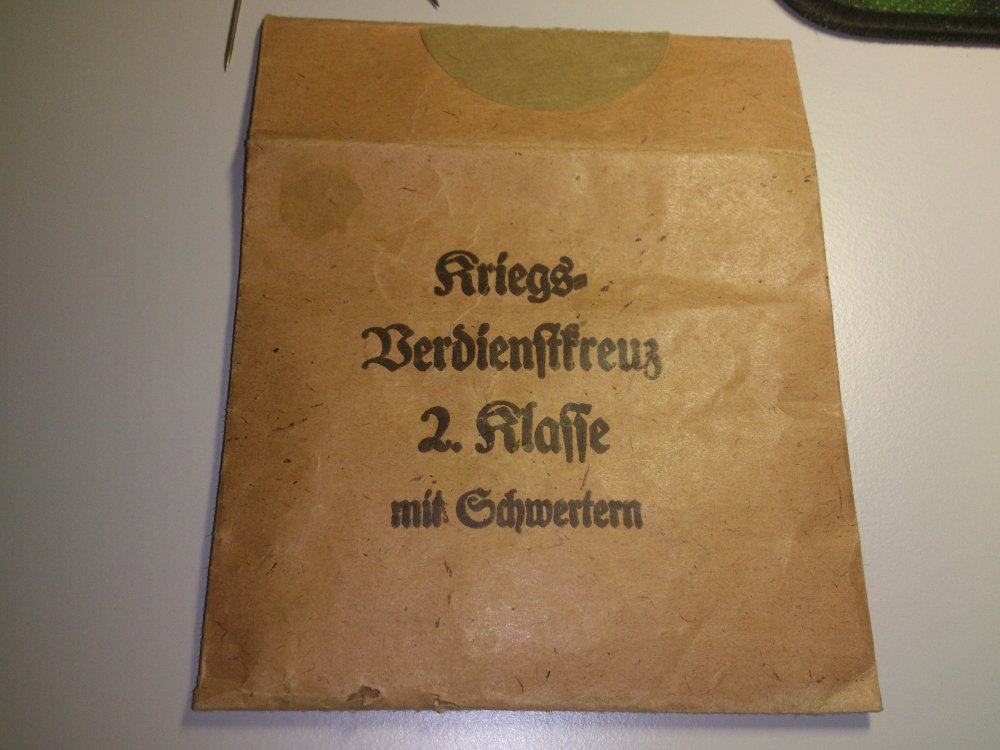 Kriegs-
Verdienſtkreuz
2. Klaſſe
mit Schwertern